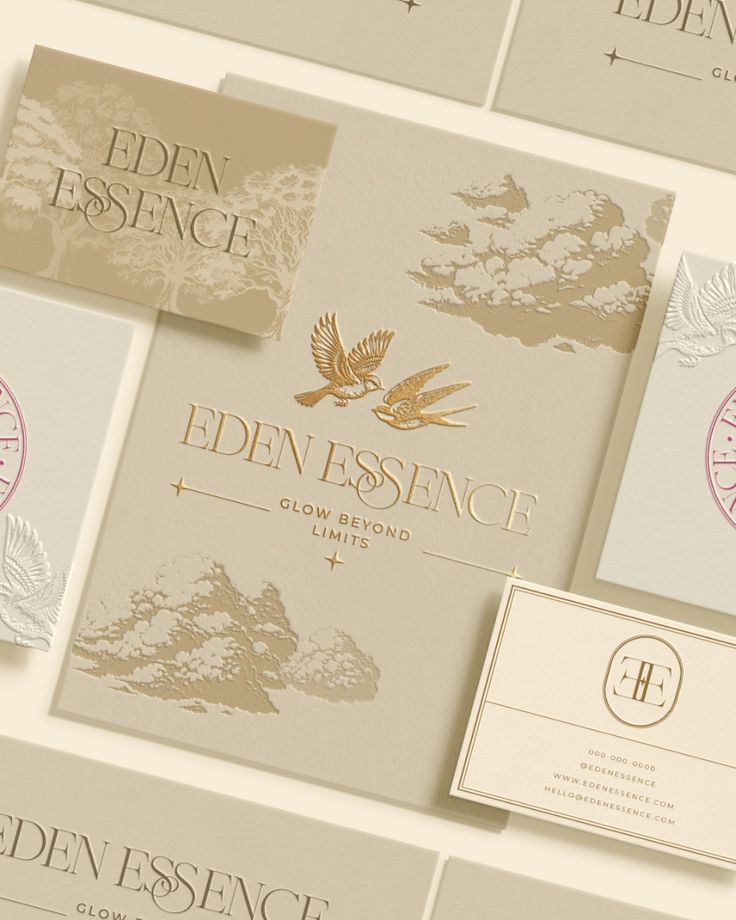 EDEN
GLOW
EDEN
ESSENCE
EDEN ESSENCE
GLOW BEYOND
LIMITS
EE
000-000-0000
@EDENESSENCE
WWW.EDENESSENCE.COM
HELLO@EDENESSENCE.COM
EDEN ESSENCE
GLOW